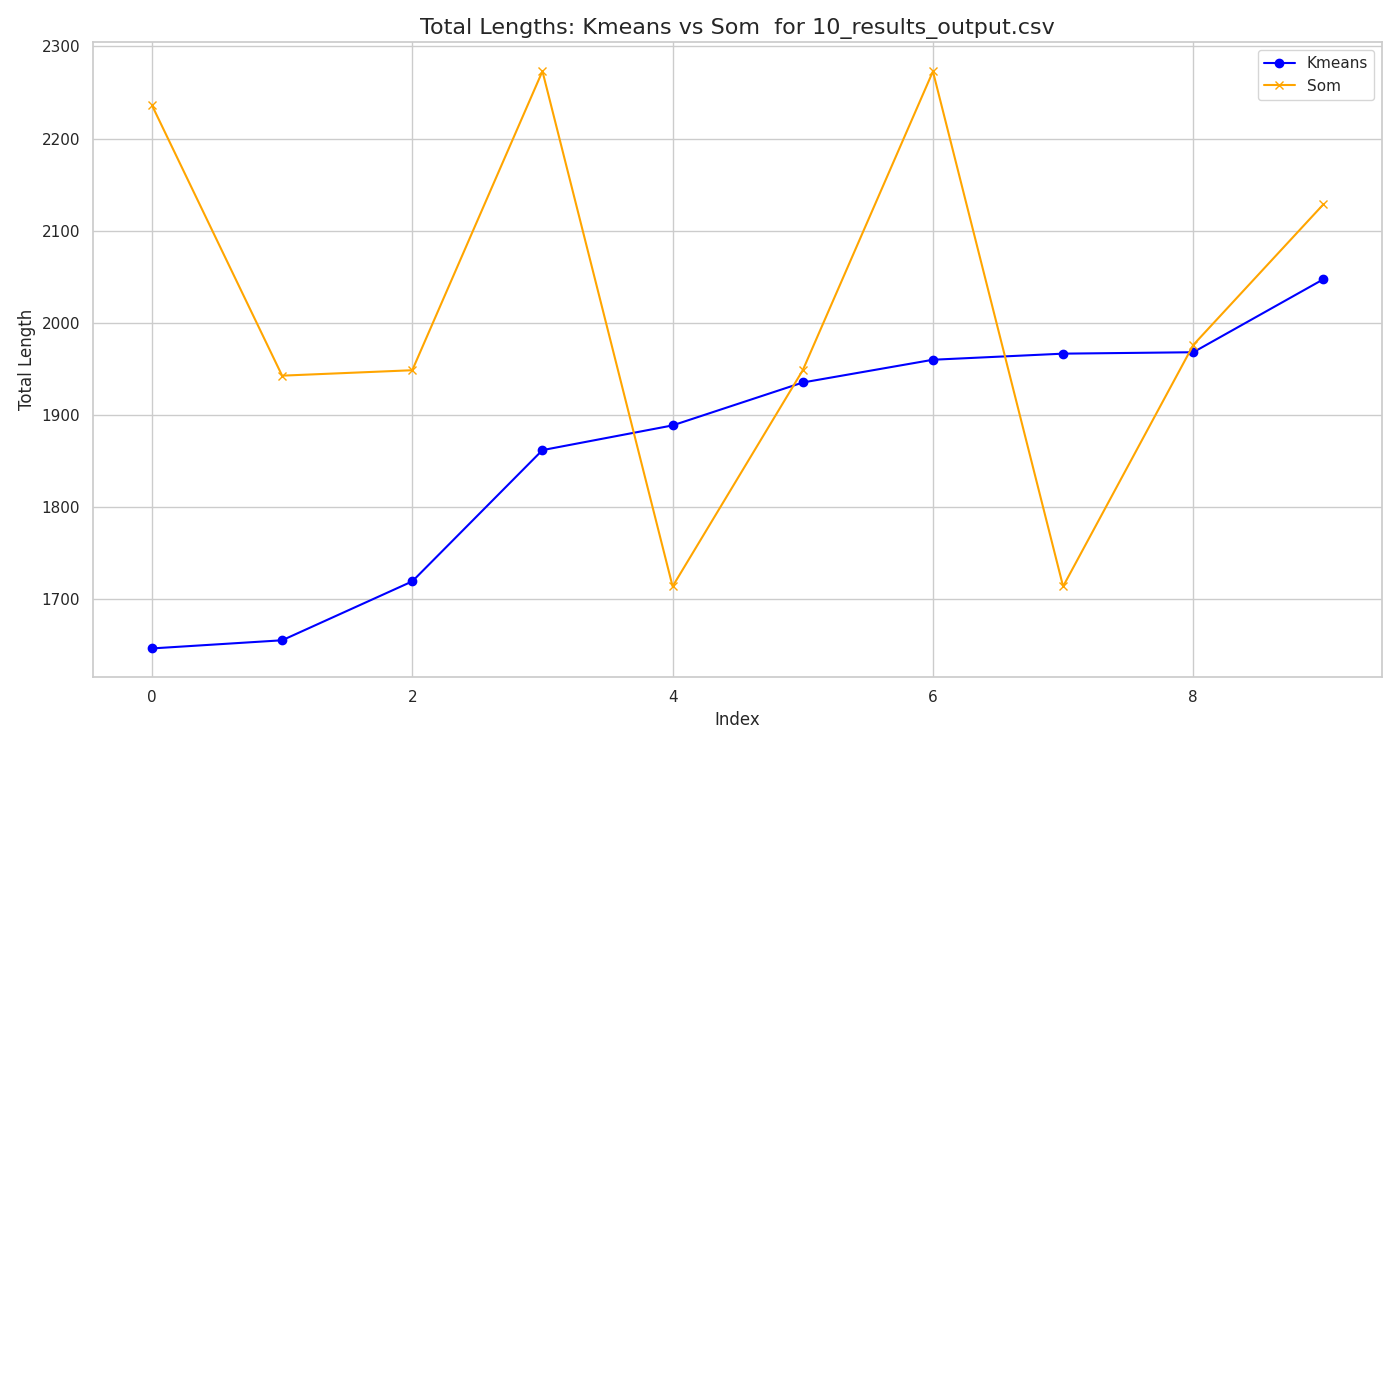 Total Lengths: Kmeans vs Som  for 10_results_output.csv
Kmeans
Som
Total Length
2300
2200
2100
2000
1900
1800
1700
0 2 4 6 8
Index